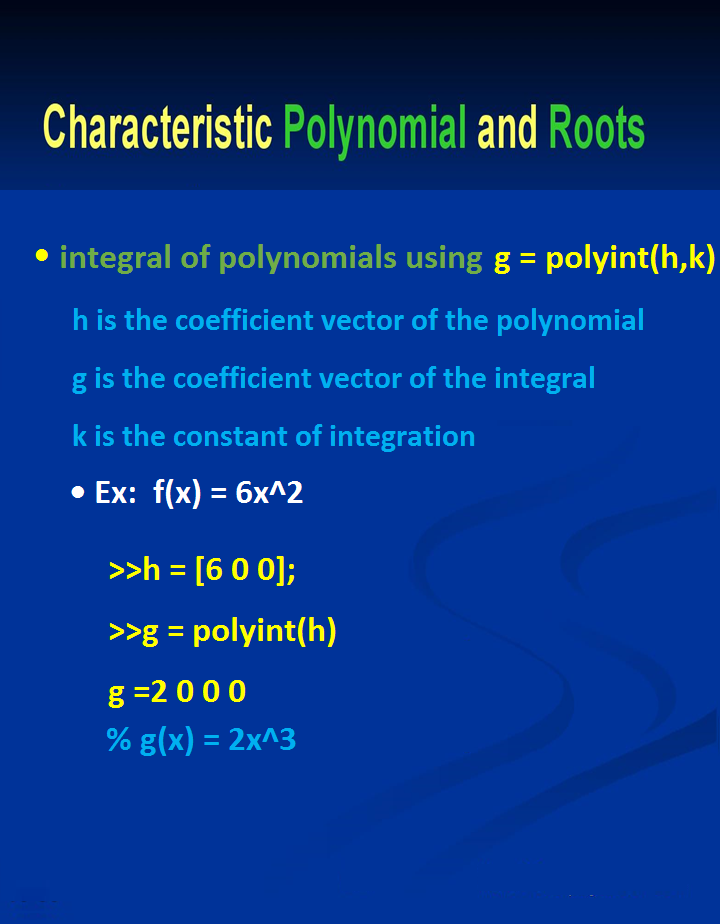 Characteristic Polynomial and Roots
• integral of polynomials using g = polyint(h,k)
h is the coefficient vector of the polynomial
g is the coefficient vector of the integral
k is the constant of integration
• Ex: f(x) = 6x^2
>>h = [6 0 0];
>>g = polyint(h)
g =2 0 0 0
% g(x) = 2x^3